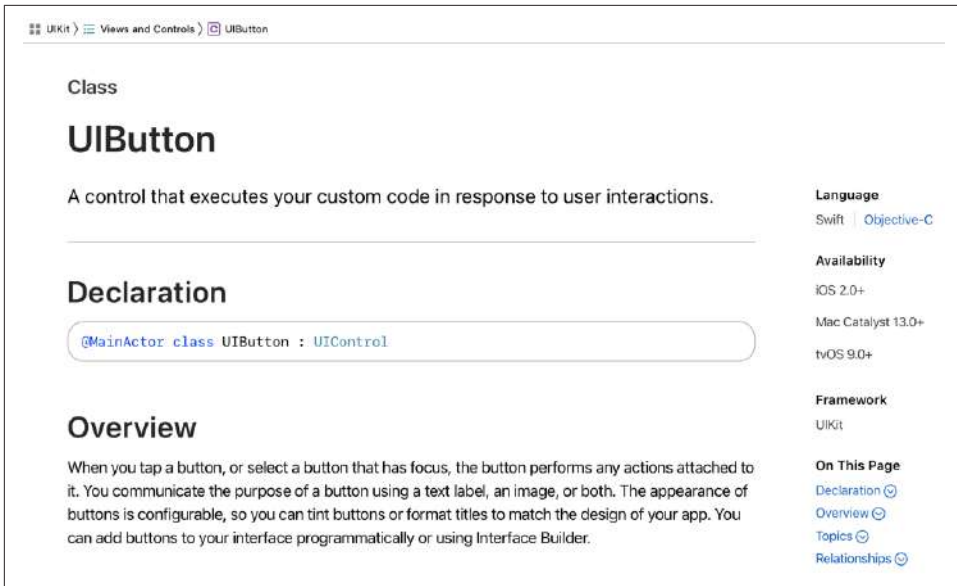 UIKit › Views and Controls › C UIButton
Class
UIButton
A control that executes your custom code in response to user interactions.
Declaration
@MainActor class UIButton : UIControl
Overview
When you tap a button, or select a button that has focus, the button performs any actions attached to
it. You communicate the purpose of a button using a text label, an image, or both. The appearance of
buttons is configurable, so you can tint buttons or format titles to match the design of your app. You
can add buttons to your interface programmatically or using Interface Builder.
Language
Swift | Objective-C
Availability
iOS 2.0+
Mac Catalyst 13.0+
tvOS 9.0+
Framework
UIKit
On This Page
Declaration
Overview
Topics
Relationships